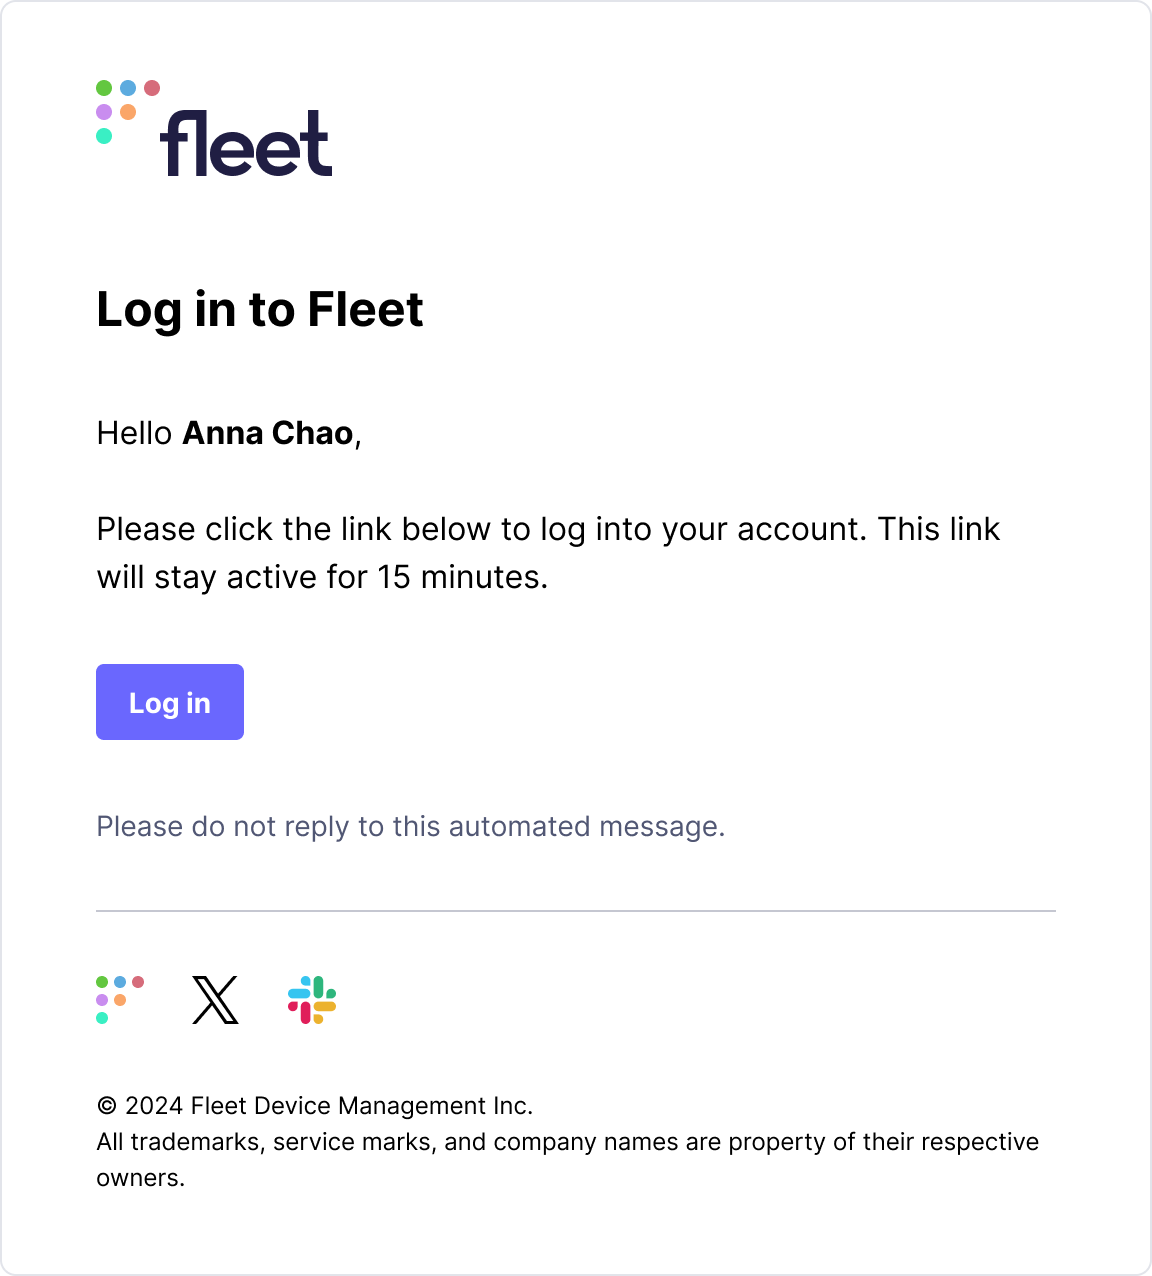 fleet
Log in to Fleet
Hello Anna Chao,
Please click the link below to log into your account. This link
will stay active for 15 minutes.
Log in
Please do not reply to this automated message.
© 2024 Fleet Device Management Inc.
All trademarks, service marks, and company names are property of their respective
owners.